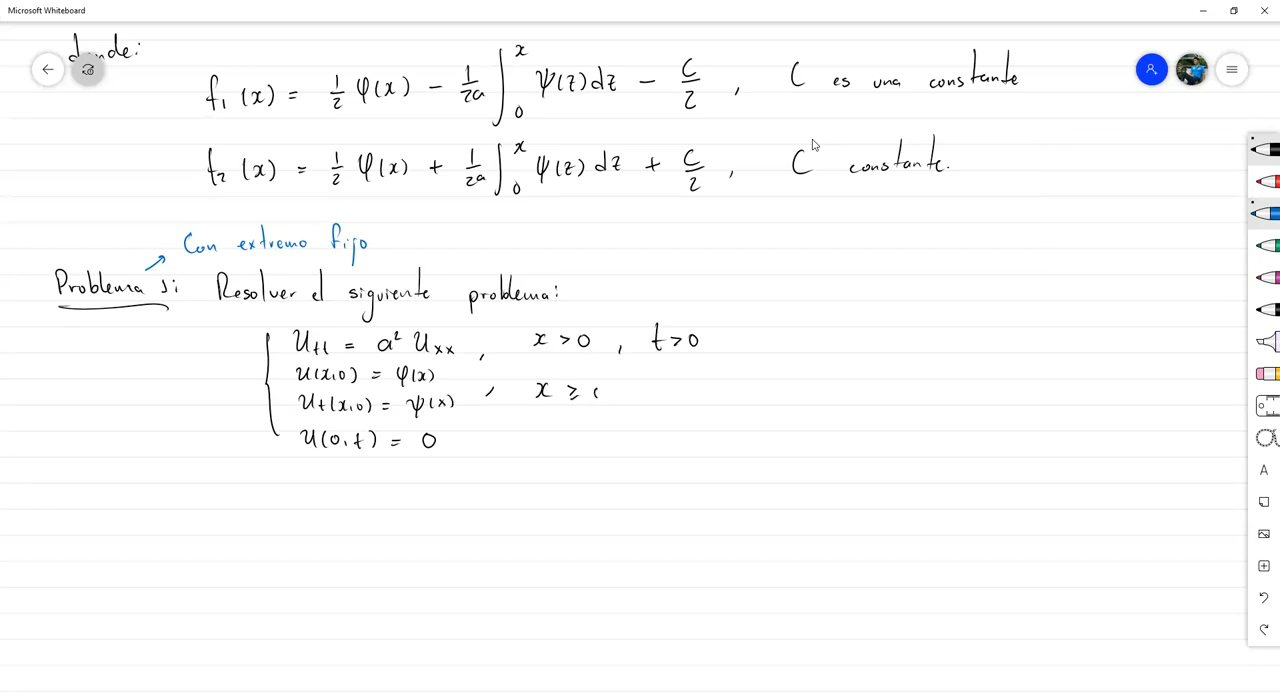 Microsoft Whiteboard
donde:
f₁(x) = 1/2 φ(x) − 1/2a ∫₀ˣ ψ(z)dz − C/2 , C es una constante
f₂(x) = 1/2 φ(x) + 1/2a ∫₀ˣ ψ(z)dz + C/2 , C constante.
Con extremo fijo
Problema 1: Resolver el siguiente problema:
Utt = a² Uxx , x > 0 , t > 0
U(x,0) = φ(x)
Ut(x,0) = ψ(x) , x ≥
U(0,t) = 0
A